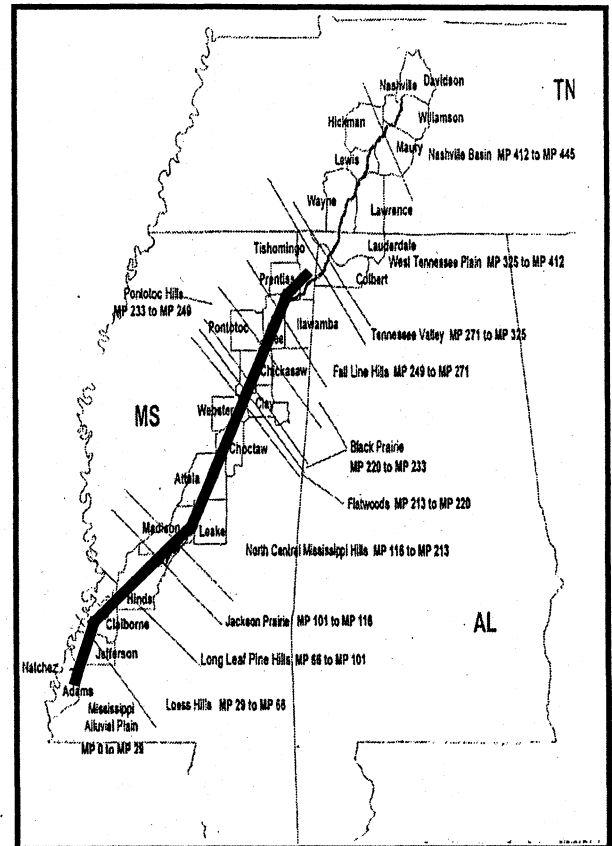 Nashville
Davidson
TN
Hickman
Williamson
Maury
Lewis
Nashville Basin MP 412 to MP 445
Wayne
Lawrence
Tishomingo
Lauderdale
West Tennessee Plain MP 325 to MP 412
Prentiss
Colbert
Pontotoc Hills
MP 233 to MP 249
Pontotoc
Itawamba
Lee
Tennessee Valley MP 271 to MP 325
Chickasaw
Fall Line Hills MP 249 to MP 271
MS
Webster
Clay
Choctaw
Black Prairie
MP 220 to MP 233
Attala
Flatwoods MP 213 to MP 220
Madison
Leake
North Central Mississippi Hills MP 116 to MP 213
Hinds
Jackson Prairie MP 101 to MP 116
AL
Claiborne
Long Leaf Pine Hills MP 66 to MP 101
Jefferson
Natchez
Adams
Loess Hills MP 29 to MP 66
Mississippi
Alluvial Plain
MP 0 to MP 29